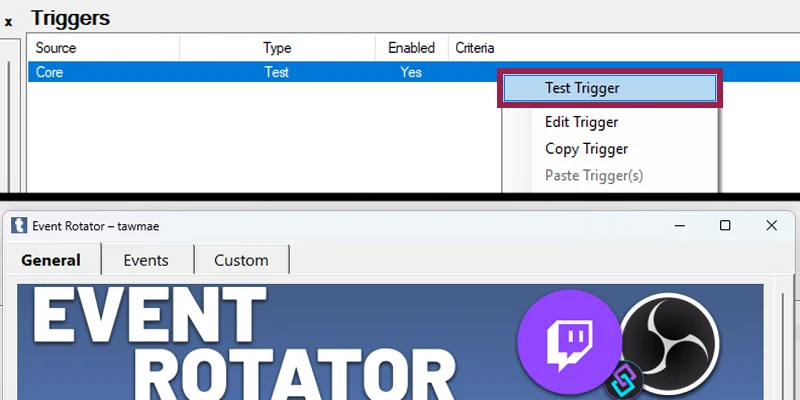 x Triggers
Source Type Enabled Criteria
Core Test Yes
Test Trigger
Edit Trigger
Copy Trigger
Paste Trigger(s)
t Event Rotator – tawmae
General Events Custom
EVENT
ROTATOR